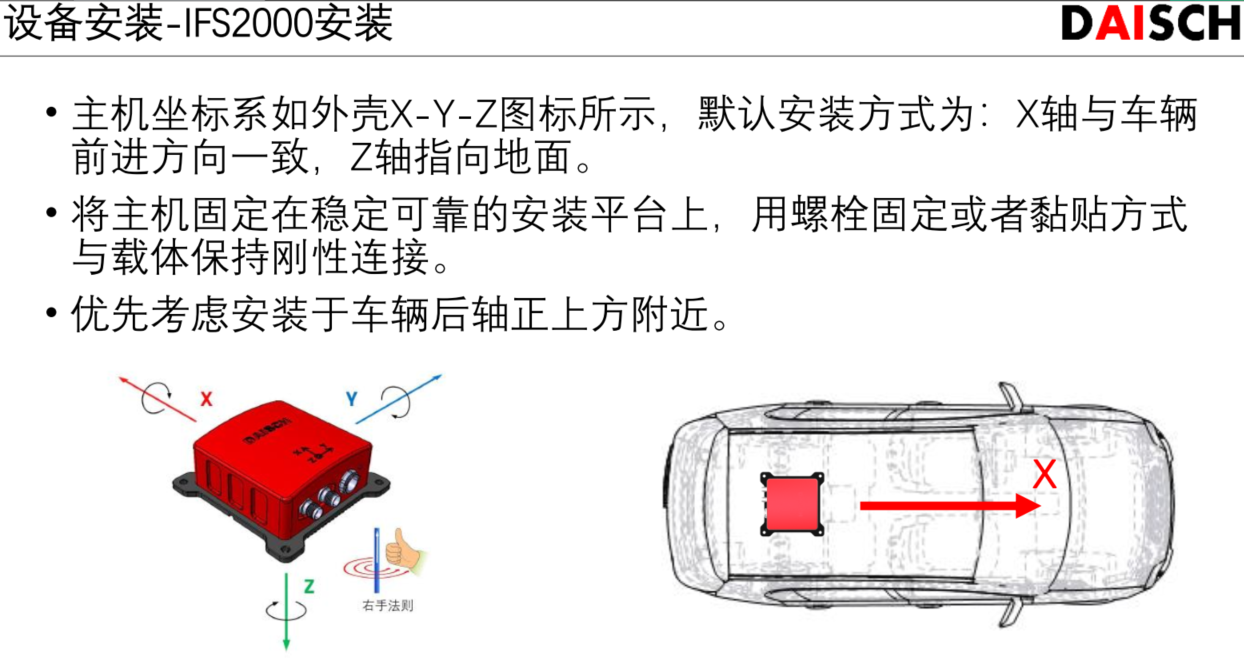 设备安装-IFS2000安装
DAISCH
• 主机坐标系如外壳X-Y-Z图标所示，默认安装方式为：X轴与车辆
前进方向一致，Z轴指向地面。
• 将主机固定在稳定可靠的安装平台上，用螺栓固定或者黏贴方式
与载体保持刚性连接。
• 优先考虑安装于车辆后轴正上方附近。
X
Y
DAISCH
Z
右手法则
X